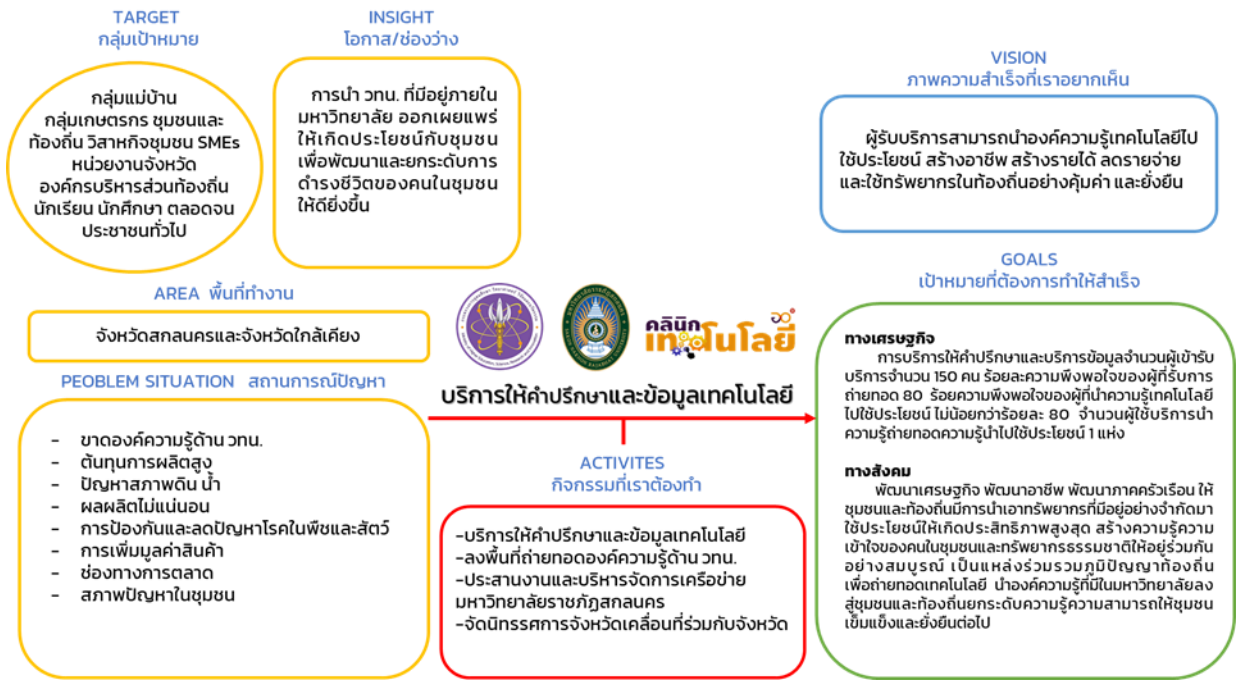 TARGET
กลุ่มเป้าหมาย
กลุ่มแม่บ้าน
กลุ่มเกษตรกร ชุมชนและ
ท้องถิ่น วิสาหกิจชุมชน SMEs
หน่วยงานจังหวัด
องค์กรบริหารส่วนท้องถิ่น
นักเรียน นักศึกษา ตลอดจน
ประชาชนทั่วไป
INSIGHT
โอกาส/ช่องว่าง
การนำ วทน. ที่มีอยู่ภายใน
มหาวิทยาลัย ออกเผยแพร่
ให้เกิดประโยชน์กับชุมชน
เพื่อพัฒนาและยกระดับการ
ดำรงชีวิตของคนในชุมชน
ให้ดียิ่งขึ้น
AREA พื้นที่ทำงาน
จังหวัดสกลนครและจังหวัดใกล้เคียง
PEOBLEM SITUATION สถานการณ์ปัญหา
- ขาดองค์ความรู้ด้าน วทน.
- ต้นทุนการผลิตสูง
- ปัญหาสภาพดิน น้ำ
- ผลผลิตไม่แน่นอน
- การป้องกันและลดปัญหาโรคในพืชและสัตว์
- การเพิ่มมูลค่าสินค้า
- ช่องทางการตลาด
- สภาพปัญหาในชุมชน
คลินิก
เทคโนโลยี
บริการให้คำปรึกษาและข้อมูลเทคโนโลยี
ACTIVITES
กิจกรรมที่เราต้องทำ
-บริการให้คำปรึกษาและข้อมูลเทคโนโลยี
-ลงพื้นที่ถ่ายทอดองค์ความรู้ด้าน วทน.
-ประสานงานและบริหารจัดการเครือข่าย
มหาวิทยาลัยราชภัฏสกลนคร
-จัดนิทรรศการจังหวัดเคลื่อนที่ร่วมกับจังหวัด
VISION
ภาพความสำเร็จที่เราอยากเห็น
ผู้รับบริการสามารถนำองค์ความรู้เทคโนโลยีไป
ใช้ประโยชน์ สร้างอาชีพ สร้างรายได้ ลดรายจ่าย
และใช้ทรัพยากรในท้องถิ่นอย่างคุ้มค่า และยั่งยืน
GOALS
เป้าหมายที่ต้องการทำให้สำเร็จ
ทางเศรษฐกิจ
การบริการให้คำปรึกษาและบริการข้อมูลจำนวนผู้เข้ารับ
บริการจำนวน 150 คน ร้อยละความพึงพอใจของผู้ที่รับการ
ถ่ายทอด 80 ร้อยความพึงพอใจของผู้ที่นำความรู้เทคโนโลยี
ไปใช้ประโยชน์ ไม่น้อยกว่าร้อยละ 80 จำนวนผู้ใช้บริการนำ
ความรู้ถ่ายทอดความรู้นำไปใช้ประโยชน์ 1 แห่ง
ทางสังคม
พัฒนาเศรษฐกิจ พัฒนาอาชีพ พัฒนาภาคครัวเรือน ให้
ชุมชนและท้องถิ่นมีการนำเอาทรัพยากรที่มีอยู่อย่างจำกัดมา
ใช้ประโยชน์ให้เกิดประสิทธิภาพสูงสุด สร้างความรู้ความ
เข้าใจของคนในชุมชนและทรัพยากรธรรมชาติให้อยู่ร่วมกัน
อย่างสมบูรณ์ เป็นแหล่งร่วมรวมภูมิปัญญาท้องถิ่น
เพื่อถ่ายทอดเทคโนโลยี นำองค์ความรู้ที่มีในมหาวิทยาลัยลง
สู่ชุมชนและท้องถิ่นยกระดับความรู้ความสามารถให้ชุมชน
เข็มแข็งและยั่งยืนต่อไป